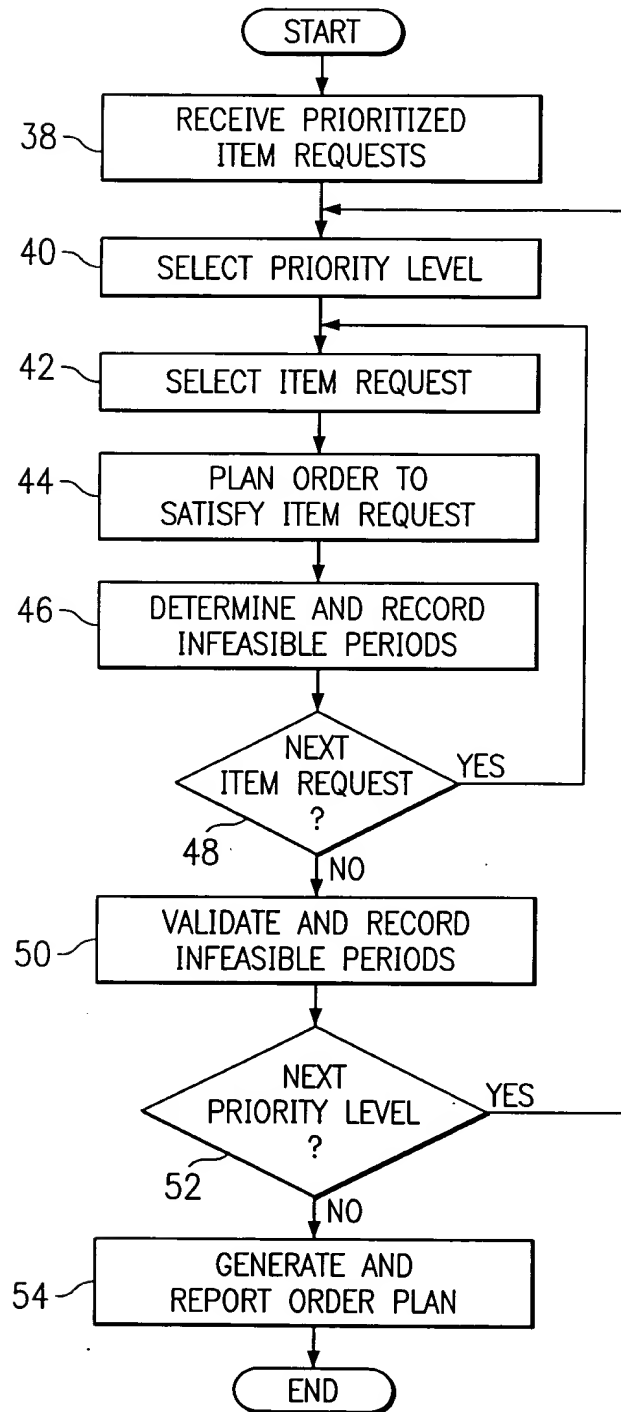 START
38
RECEIVE PRIORITIZED
ITEM REQUESTS
40
SELECT PRIORITY LEVEL
42
SELECT ITEM REQUEST
44
PLAN ORDER TO
SATISFY ITEM REQUEST
46
DETERMINE AND RECORD
INFEASIBLE PERIODS
NEXT
ITEM REQUEST
?
YES
48
NO
50
VALIDATE AND RECORD
INFEASIBLE PERIODS
NEXT
PRIORITY LEVEL
?
YES
52
NO
54
GENERATE AND
REPORT ORDER PLAN
END